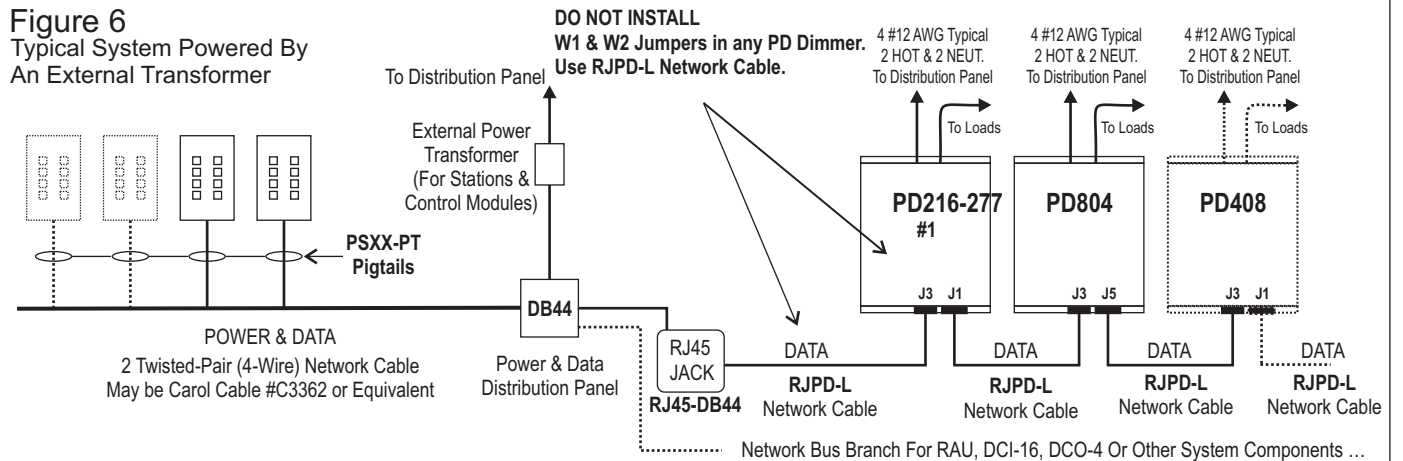 Figure 6
Typical System Powered By
An External Transformer
DO NOT INSTALL
W1 & W2 Jumpers in any PD Dimmer.
Use RJPD-L Network Cable.
To Distribution Panel
External Power
Transformer
(For Stations &
Control Modules)
4 #12 AWG Typical
2 HOT & 2 NEUT.
To Distribution Panel
To Loads
4 #12 AWG Typical
2 HOT & 2 NEUT.
To Distribution Panel
To Loads
4 #12 AWG Typical
2 HOT & 2 NEUT.
To Distribution Panel
To Loads
PD216-277
#1
J3 J1
PD804
J3 J5
PD408
J3 J1
PSXX-PT
Pigtails
DB44
POWER & DATA
2 Twisted-Pair (4-Wire) Network Cable
May be Carol Cable #C3362 or Equivalent
Power & Data
Distribution Panel
RJ45
JACK
RJ45-DB44
DATA
RJPD-L
Network Cable
DATA
RJPD-L
Network Cable
DATA
RJPD-L
Network Cable
DATA
RJPD-L
Network Cable
Network Bus Branch For RAU, DCI-16, DCO-4 Or Other System Components ...